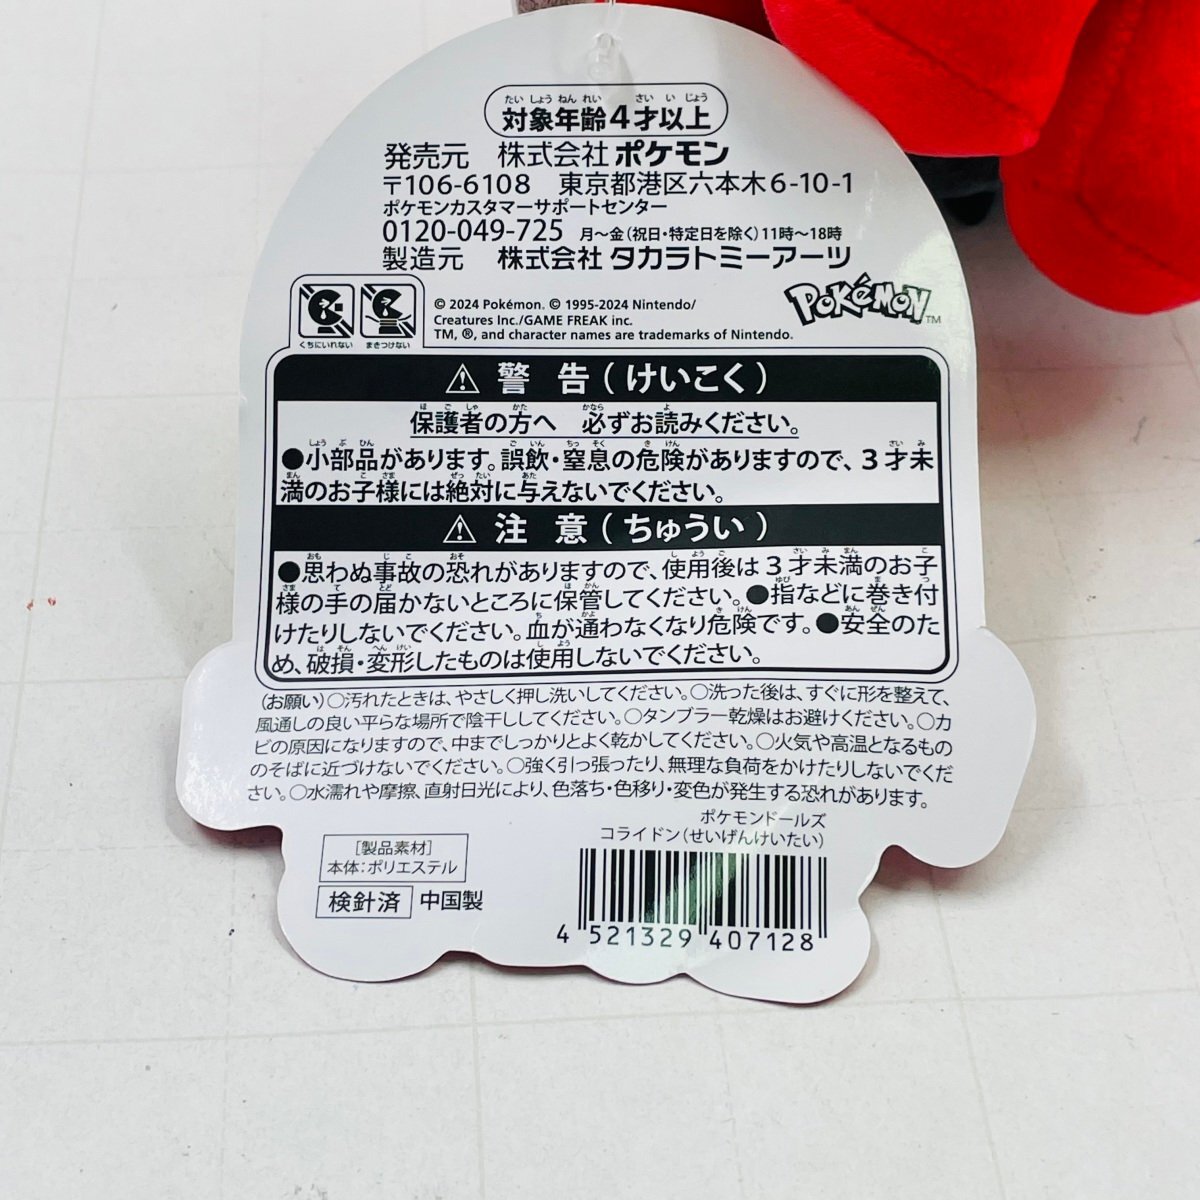 対象年齢4才以上
発売元 株式会社ポケモン
〒106-6108 東京都港区六本木6-10-1
ポケモンカスタマーサポートセンター
0120-049-725 月～金(祝日・特定日を除く)11時～18時
製造元 株式会社タカラトミーアーツ
© 2024 Pokémon. © 1995-2024 Nintendo/
Creatures Inc./GAME FREAK inc.
TM, ®, and character names are trademarks of Nintendo.
POKéMON™
くちにいれない まきつけない
⚠ 警告(けいこく)
保護者の方へ 必ずお読みください。
●小部品があります。誤飲・窒息の危険がありますので、3才未
満のお子様には絶対に与えないでください。
⚠ 注意(ちゅうい)
●思わぬ事故の恐れがありますので、使用後は3才未満のお子
様の手の届かないところに保管してください。●指などに巻き付
けたりしないでください。血が通わなくなり危険です。●安全のた
め、破損・変形したものは使用しないでください。
(お願い)○汚れたときは、やさしく押し洗いしてください。○洗った後は、すぐに形を整えて、
風通しの良い平らな場所で陰干ししてください。○タンブラー乾燥はお避けください。○カ
ビの原因になりますので、中までしっかりとよく乾かしてください。○火気や高温となるもの
のそばに近づけないでください。○強く引っ張ったり、無理な負荷をかけたりしないでくだ
さい。○水濡れや摩擦、直射日光により、色落ち・色移り・変色が発生する恐れがあります。
ポケモンドールズ
コライドン(せいげんけいたい)
[製品素材]
本体:ポリエステル
検針済 中国製
4 521329 407128